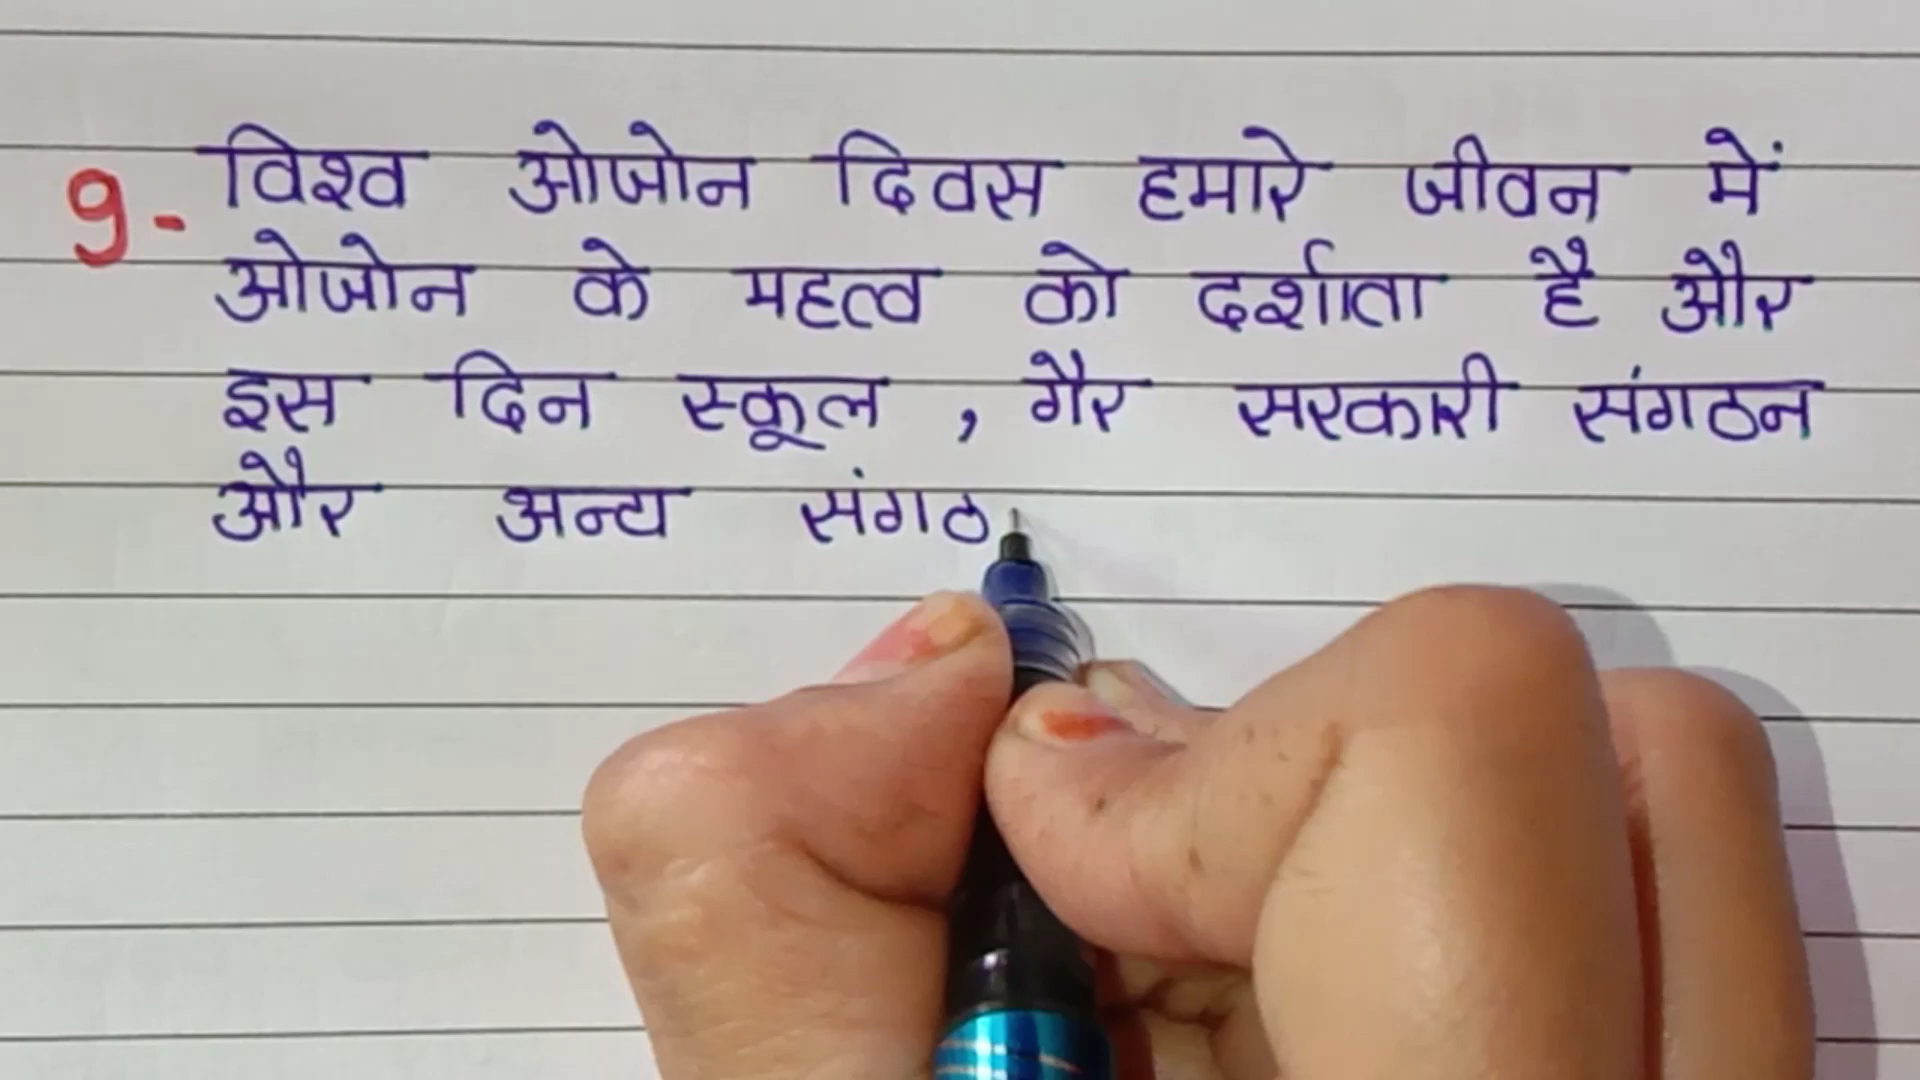 9- विश्व ओजोन दिवस हमारे जीवन में
ओजोन के महत्व को दर्शाता है और
इस दिन स्कूल , गैर सरकारी संगठन
और अन्य संगठ